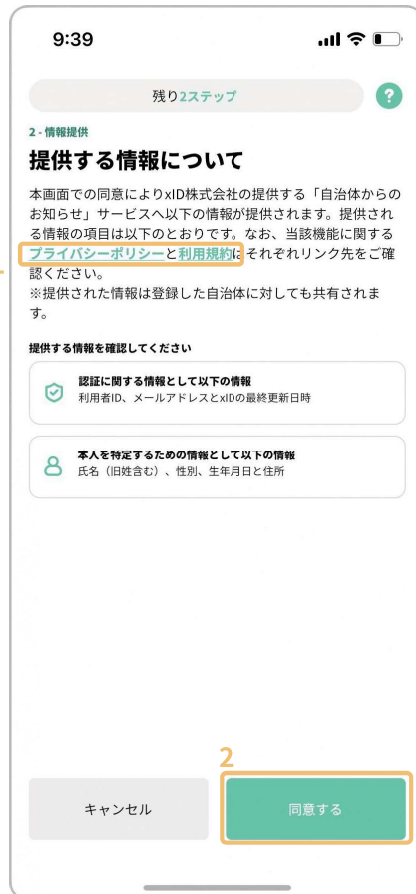 9:39
残り2ステップ
?
2 - 情報提供
提供する情報について
本画面での同意によりxID株式会社の提供する「自治体からの
お知らせ」サービスへ以下の情報が提供されます。提供され
る情報の項目は以下のとおりです。なお、当該機能に関する
プライバシーポリシーと利用規約はそれぞれリンク先をご確
認ください。
※提供された情報は登録した自治体に対しても共有されま
す。
提供する情報を確認してください
認証に関する情報として以下の情報
利用者ID、メールアドレスとxIDの最終更新日時
本人を特定するための情報として以下の情報
氏名（旧姓含む）、性別、生年月日と住所
2
キャンセル
同意する